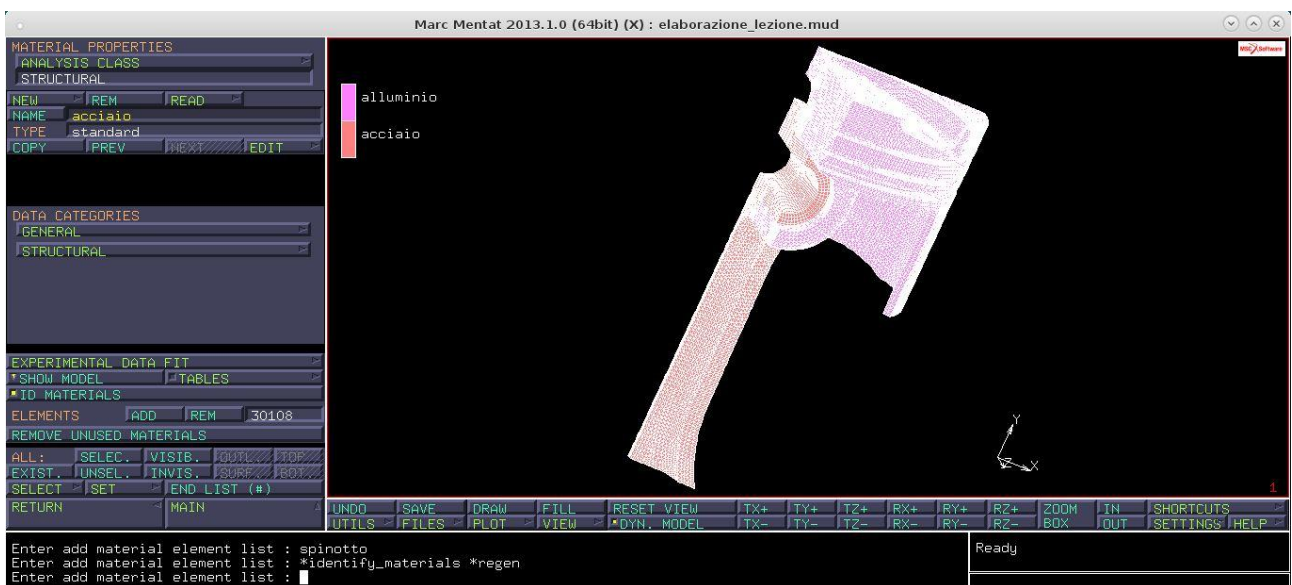 Marc Mentat 2013.1.0 (64bit) (X) : elaborazione_lezione.mud
MATERIAL PROPERTIES
ANALYSIS CLASS
STRUCTURAL
NEW REM READ
NAME acciaio
TYPE standard
COPY PREV NEXT EDIT
DATA CATEGORIES
GENERAL
STRUCTURAL
EXPERIMENTAL DATA FIT
SHOW MODEL TABLES
ID MATERIALS
ELEMENTS ADD REM 30108
REMOVE UNUSED MATERIALS
ALL: SELEC. VISIB. OUTL. TOP
EXIST. UNSEL. INVIS. SURF. BOT.
SELECT SET END LIST (#)
RETURN MAIN
alluminio
acciaio
MSC Software
Y
Z X
1
UNDO SAVE DRAW FILL RESET VIEW TX+ TY+ TZ+ RX+ RY+ RZ+ ZOOM IN SHORTCUTS
UTILS FILES PLOT VIEW DYN. MODEL TX- TY- TZ- RX- RY- RZ- BOX OUT SETTINGS HELP
Enter add material element list : spinotto
Enter add material element list : *identify_materials *regen
Enter add material element list :
Ready